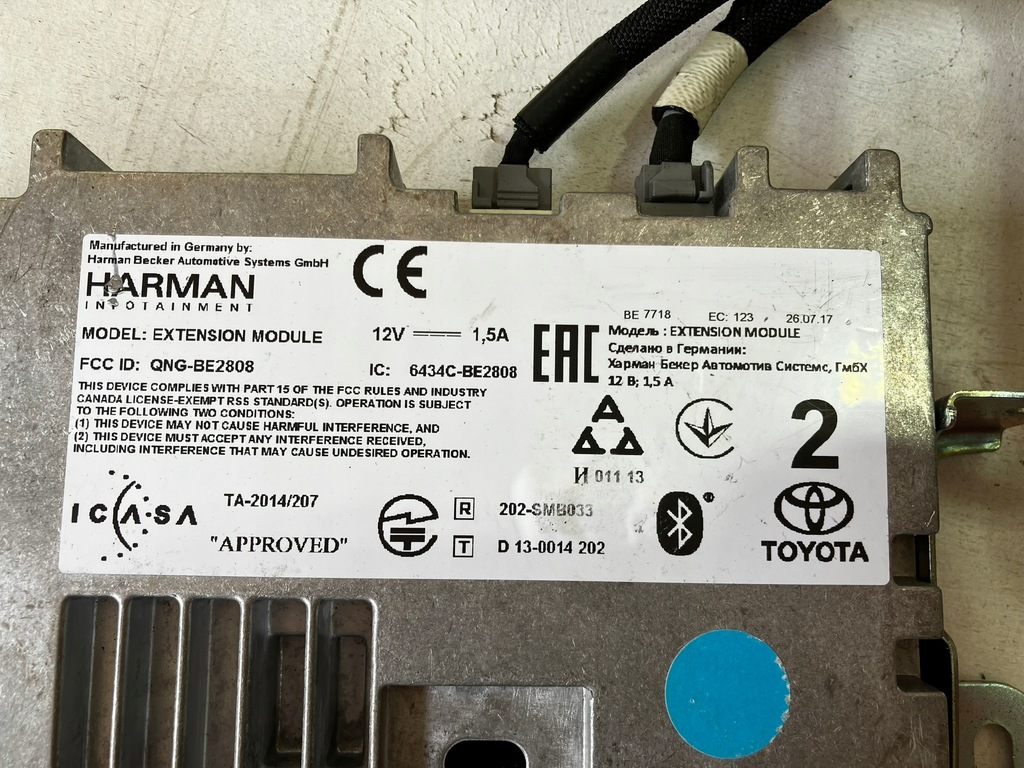 Manufactured in Germany by:
Harman Becker Automotive Systems GmbH
HARMAN
INFOTAINMENT
CE
BE 7718 EC: 123 26.07.17
MODEL: EXTENSION MODULE 12V 1,5A
FCC ID: QNG-BE2808 IC: 6434C-BE2808
THIS DEVICE COMPLIES WITH PART 15 OF THE FCC RULES AND INDUSTRY
CANADA LICENSE-EXEMPT RSS STANDARD(S). OPERATION IS SUBJECT
TO THE FOLLOWING TWO CONDITIONS:
(1) THIS DEVICE MAY NOT CAUSE HARMFUL INTERFERENCE, AND
(2) THIS DEVICE MUST ACCEPT ANY INTERFERENCE RECEIVED,
INCLUDING INTERFERENCE THAT MAY CAUSE UNDESIRED OPERATION.
EAC
Модель : EXTENSION MODULE
Сделано в Германии:
Харман Бекер Аутомотив Системс, ГмбХ
12 В; 1,5 А
И 011 13
2
ICASA
TA-2014/207
"APPROVED"
R 202-SMB033
T D 13-0014 202
TOYOTA